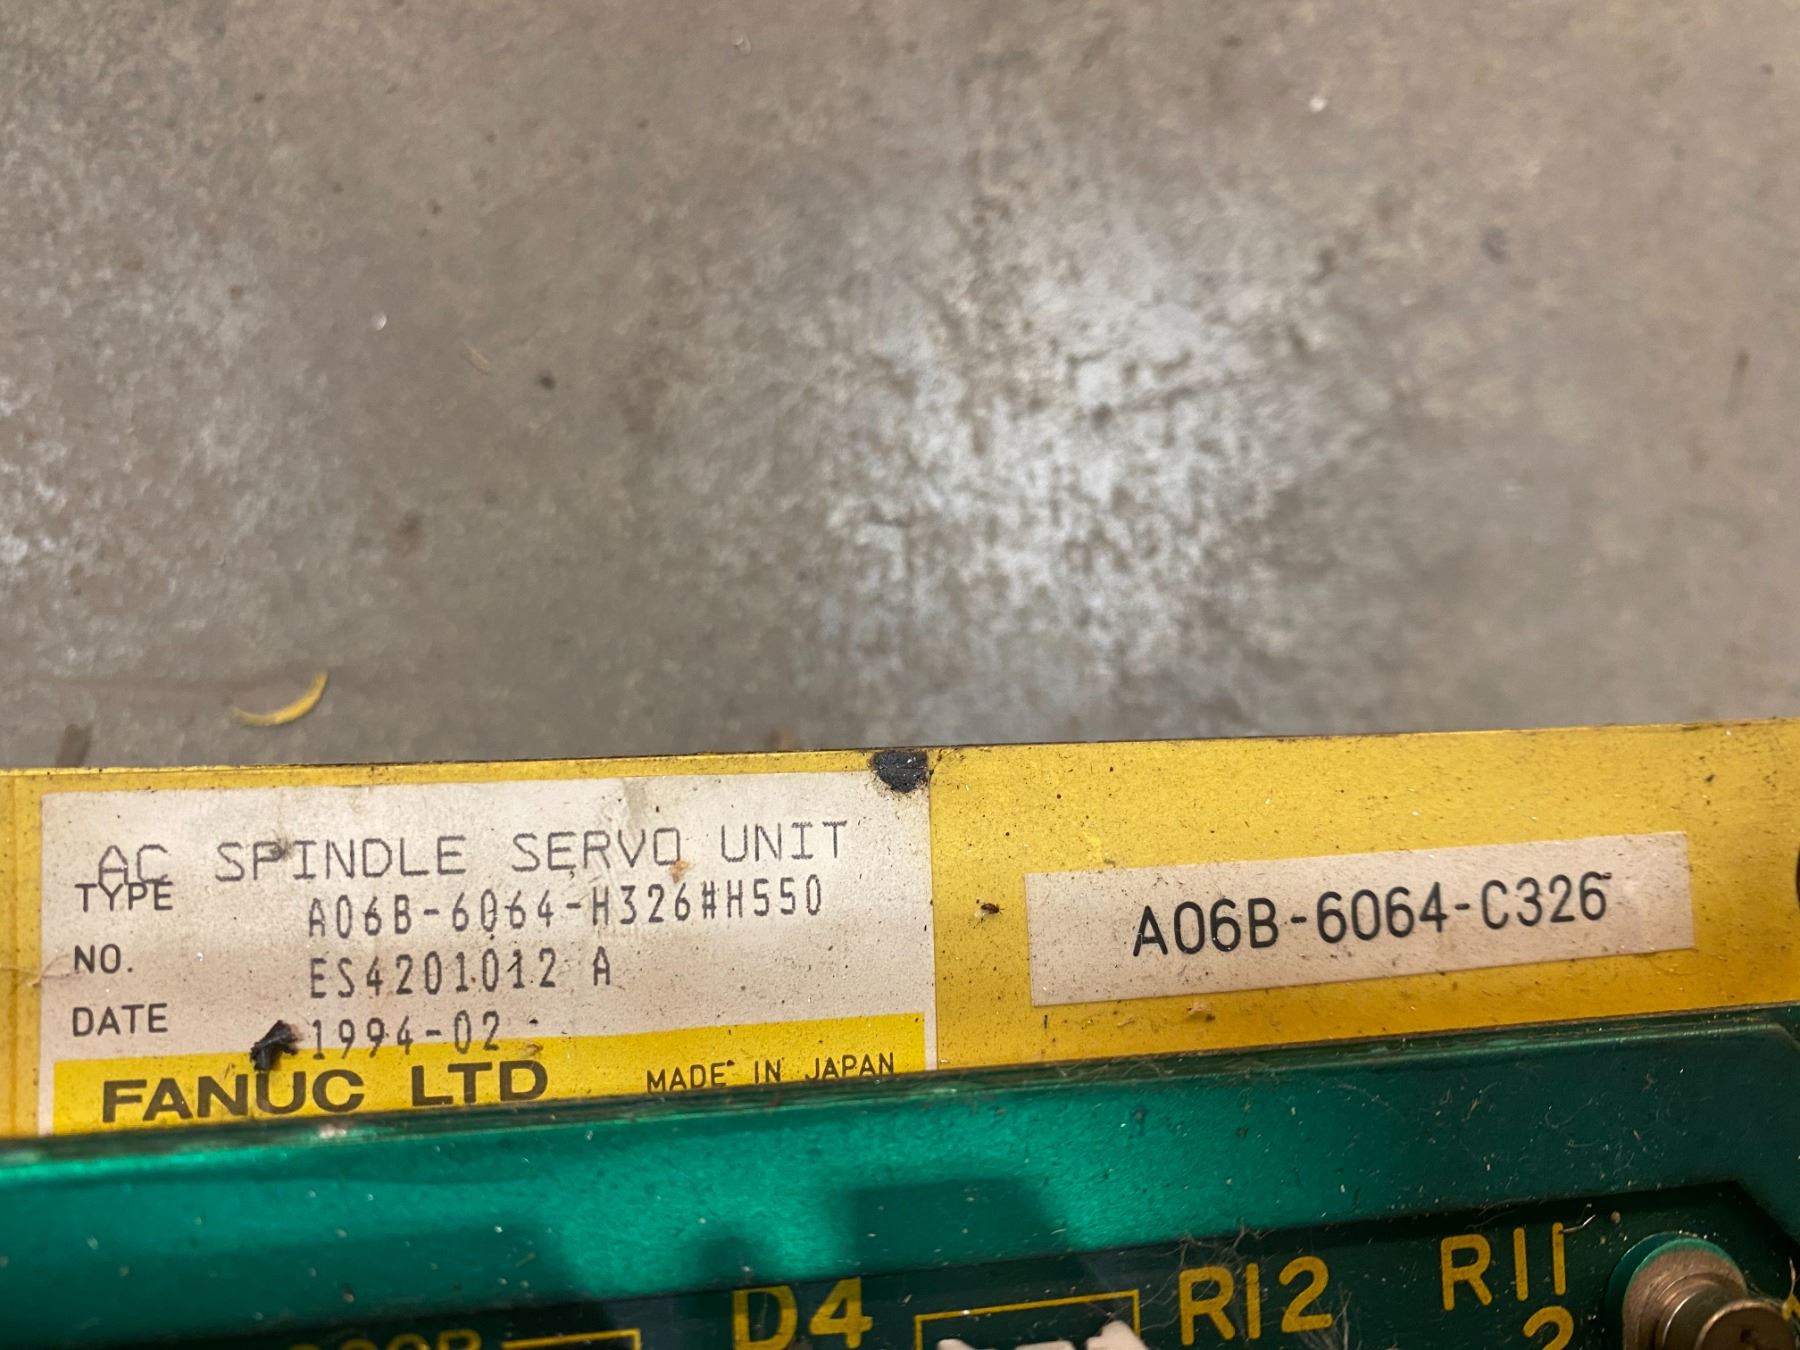 AC SPINDLE SERVO UNIT
TYPE A06B-6064-H326#H550
NO. ES4201012 A
DATE 1994-02
FANUC LTD MADE IN JAPAN
A06B-6064-C326
D4
R12
R11
2